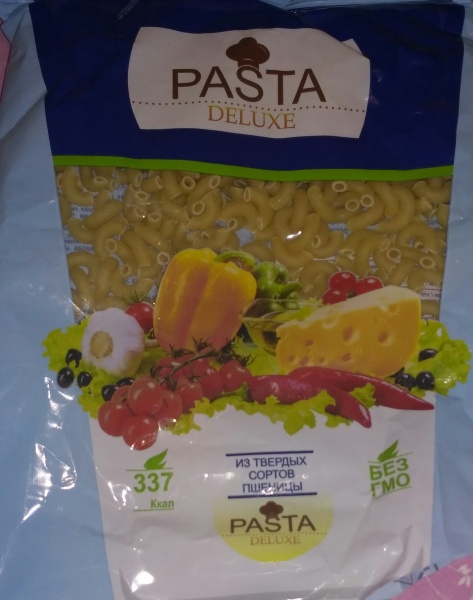 PASTA
DELUXE
337
Ккал
ИЗ ТВЕРДЫХ
СОРТОВ
ПШЕНИЦЫ
БЕЗ
ГМО
PASTA
DELUXE